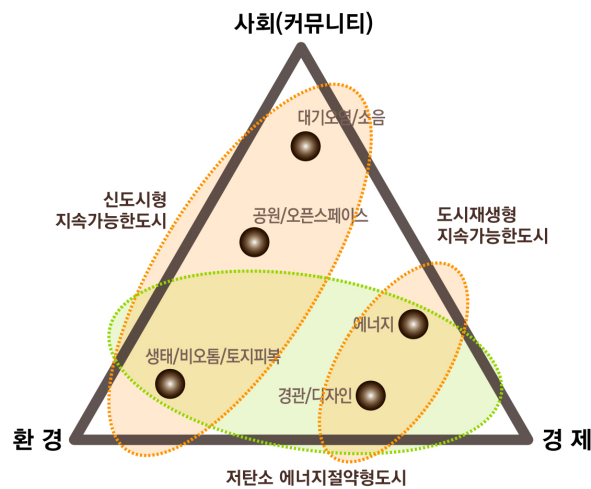 사회(커뮤니티)
대기오염/소음
신도시형
지속가능한도시
공원/오픈스페이스
도시재생형
지속가능한도시
에너지
생태/비오톱/토지피복
경관/디자인
환 경
경 제
저탄소 에너지절약형도시